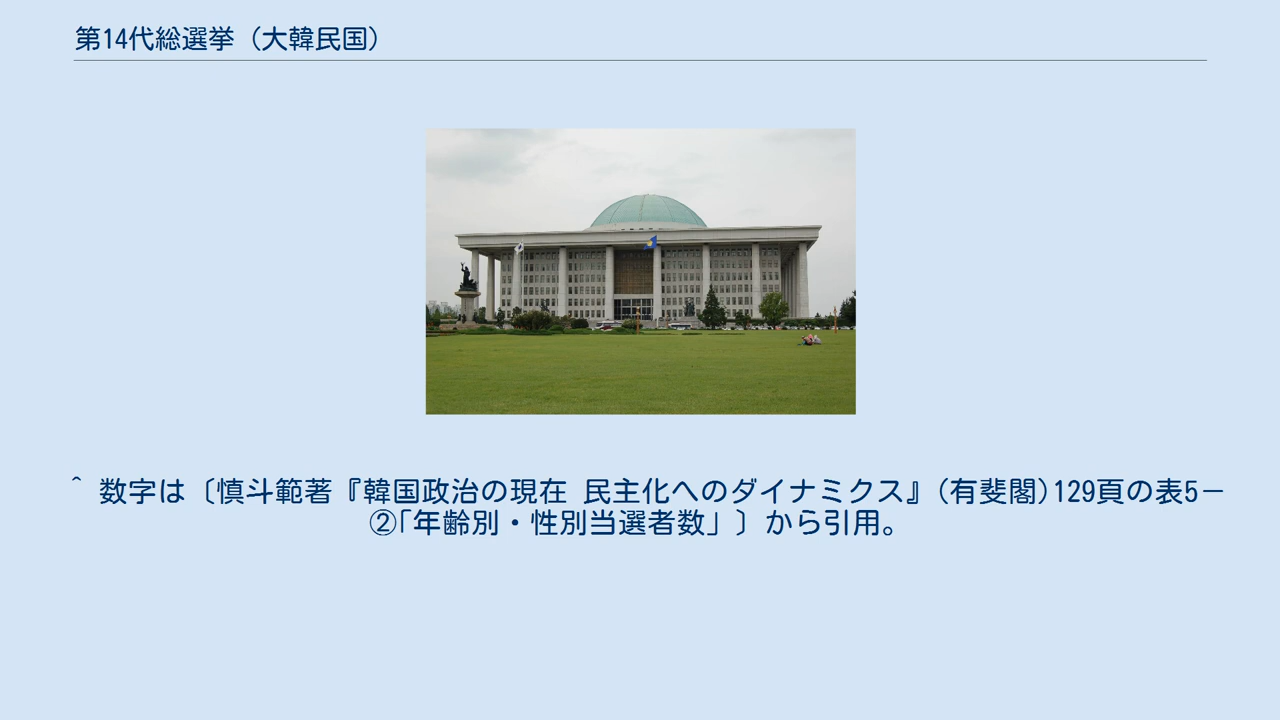 第14代総選挙（大韓民国）
^ 数字は〔慎斗範著『韓国政治の現在 民主化へのダイナミクス』(有斐閣)129頁の表5－
②｢年齢別・性別当選者数」〕から引用。